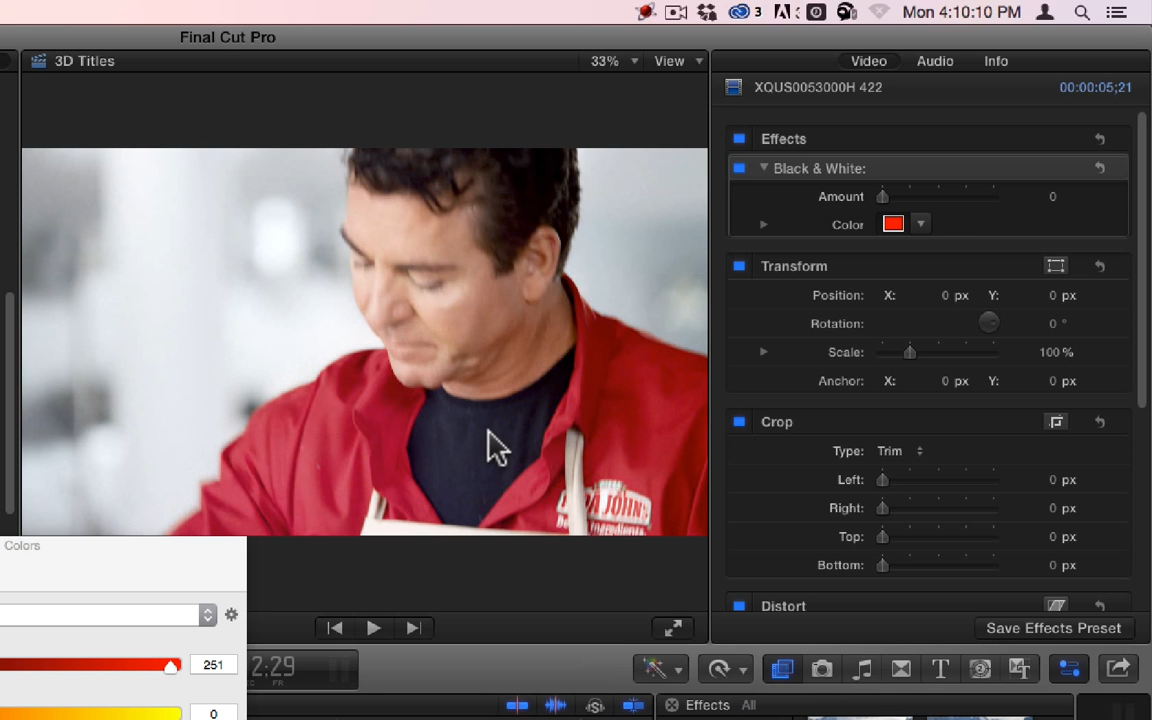 3
Mon 4:10:10 PM
Final Cut Pro
3D Titles
33%
View
Video
Audio
Info
XQUS0053000H 422
00:00:05;21
Effects
Black & White:
Amount
0
Color
Transform
Position:
X:
0 px
Y:
0 px
Rotation:
0 °
Scale:
100 %
Anchor:
X:
0 px
Y:
0 px
Crop
Type:
Trim
Left:
0 px
Right:
0 px
Top:
0 px
Bottom:
0 px
Distort
Save Effects Preset
JOHN'S
Colors
251
0
2:29
FR
Effects
All